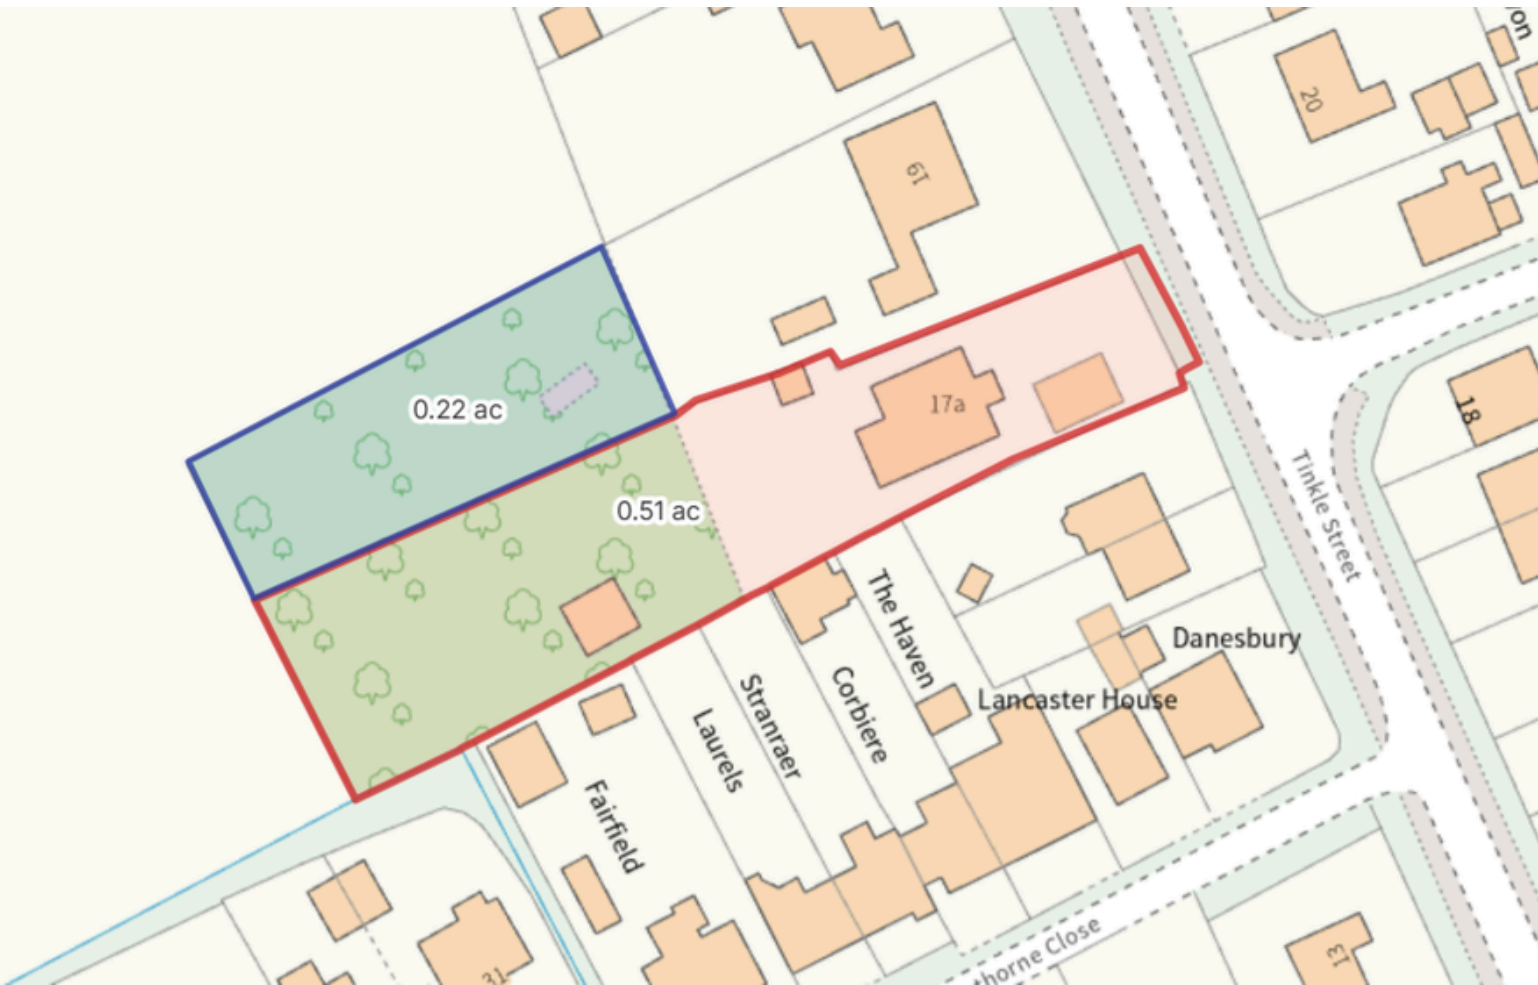 on
20
19
0.22 ac
17a
18
0.51 ac
Tinkle Street
The Haven
Danesbury
Lancaster House
Corbiere
Stranraer
Laurels
Fairfield
thorne Close
13
31